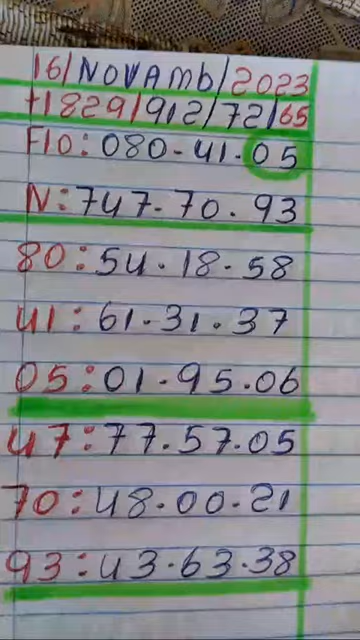 16/NOVAMb/2023
+1829/912/72/65
F10:080-41-05
N:747-70.93
80:54.18-58
41:61-31.37
05:01-95.06
47:77.57.05
70:48.00-21
93:43.63.38